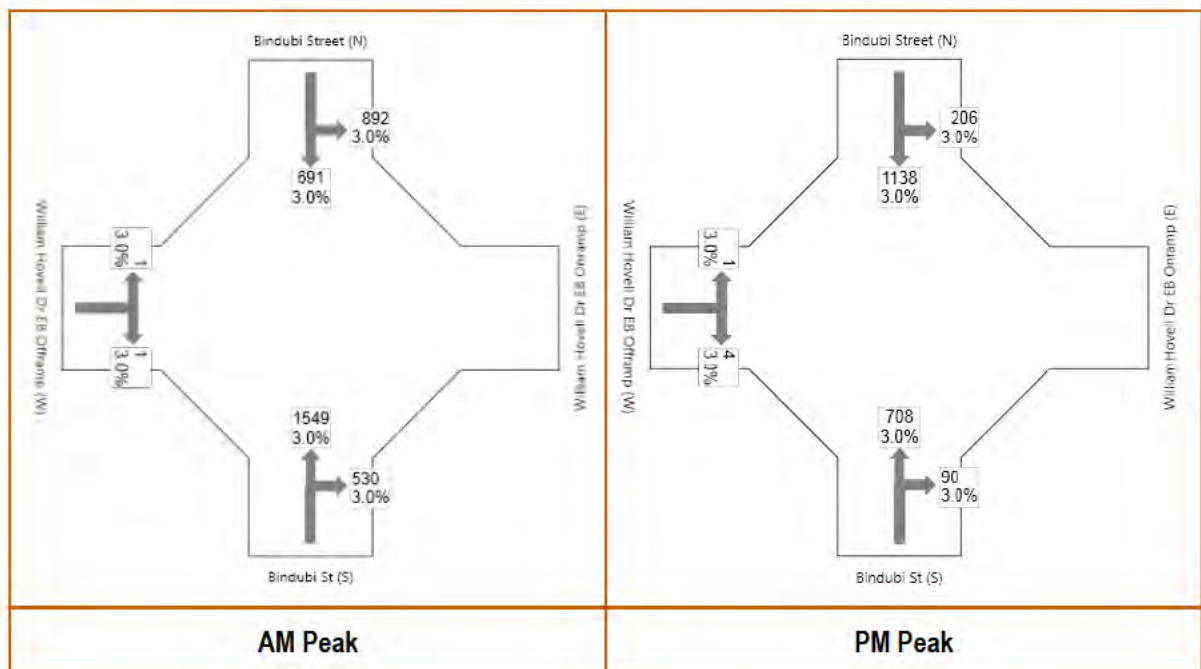 Bindubi Street (N)
892
3.0%
691
3.0%
William Hovell Dr EB Offramp (W)
1
3.0%
1
3.0%
William Hovell Dr EB Onramp (E)
1549
3.0%
530
3.0%
Bindubi St (S)
AM Peak
Bindubi Street (N)
206
3.0%
1138
3.0%
William Hovell Dr EB Offramp (W)
1
3.0%
4
3.0%
William Hovell Dr EB Onramp (E)
708
3.0%
90
3.0%
Bindubi St (S)
PM Peak